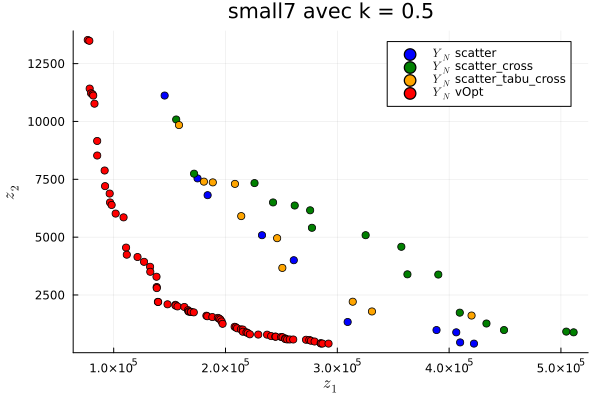 small7 avec k = 0.5
Y_N scatter
Y_N scatter_cross
Y_N scatter_tabu_cross
Y_N vOpt
12500
10000
7500
5000
2500
z_2
1.0×10^5
2.0×10^5
3.0×10^5
4.0×10^5
5.0×10^5
z_1